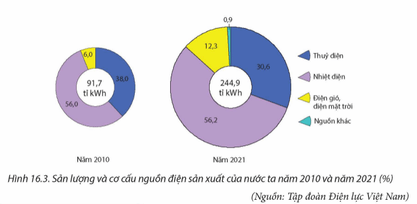 6,0
38,0
56,0
91,7
tỉ kWh
Năm 2010
0,9
12,3
30,6
56,2
244,9
tỉ kWh
Năm 2021
Thuỷ điện
Nhiệt điện
Điện gió,
điện mặt trời
Nguồn khác
Hình 16.3. Sản lượng và cơ cấu nguồn điện sản xuất của nước ta năm 2010 và năm 2021 (%)
(Nguồn: Tập đoàn Điện lực Việt Nam)